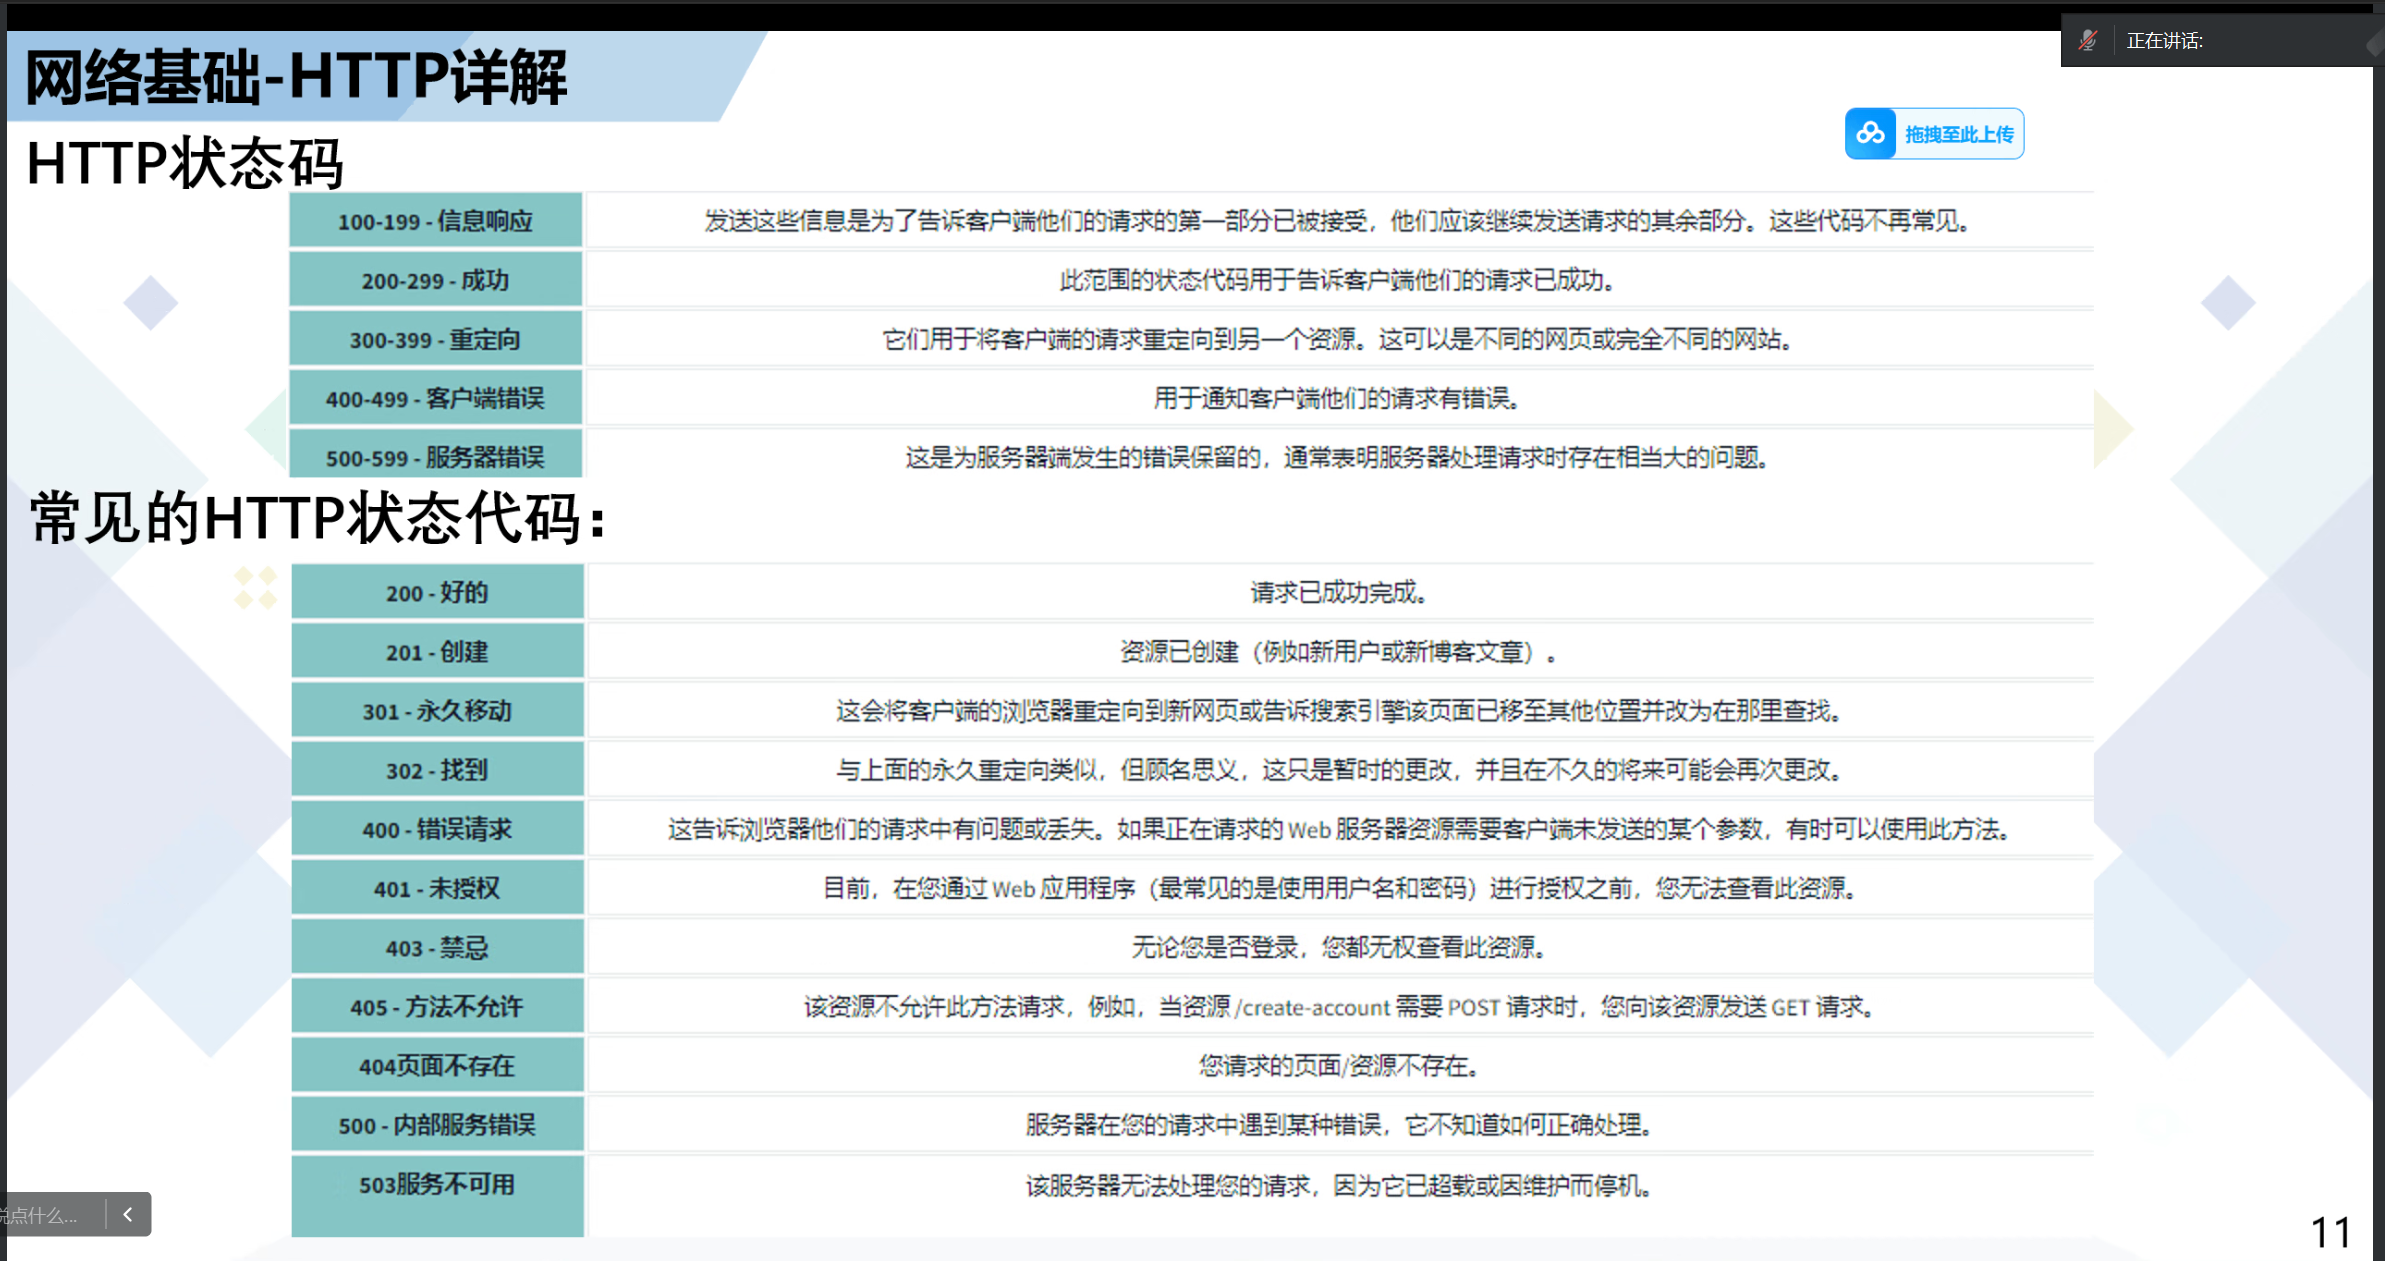 网络基础-HTTP详解
正在讲话:
拖拽至此上传
HTTP状态码
100-199 - 信息响应 发送这些信息是为了告诉客户端他们的请求的第一部分已被接受，他们应该继续发送请求的其余部分。这些代码不再常见。
200-299 - 成功 此范围的状态代码用于告诉客户端他们的请求已成功。
300-399 - 重定向 它们用于将客户端的请求重定向到另一个资源。这可以是不同的网页或完全不同的网站。
400-499 - 客户端错误 用于通知客户端他们的请求有错误。
500-599 - 服务器错误 这是为服务器端发生的错误保留的，通常表明服务器处理请求时存在相当大的问题。
常见的HTTP状态代码：
200 - 好的 请求已成功完成。
201 - 创建 资源已创建（例如新用户或新博客文章）。
301 - 永久移动 这会将客户端的浏览器重定向到新网页或告诉搜索引擎该页面已移至其他位置并改为在那里查找。
302 - 找到 与上面的永久重定向类似，但顾名思义，这只是暂时的更改，并且在不久的将来可能会再次更改。
400 - 错误请求 这告诉浏览器他们的请求中有问题或丢失。如果正在请求的 Web 服务器资源需要客户端未发送的某个参数，有时可以使用此方法。
401 - 未授权 目前，在您通过 Web 应用程序（最常见的是使用用户名和密码）进行授权之前，您无法查看此资源。
403 - 禁忌 无论您是否登录，您都无权查看此资源。
405 - 方法不允许 该资源不允许此方法请求，例如，当资源 /create-account 需要 POST 请求时，您向该资源发送 GET 请求。
404页面不存在 您请求的页面/资源不存在。
500 - 内部服务错误 服务器在您的请求中遇到某种错误，它不知道如何正确处理。
503服务不可用 该服务器无法处理您的请求，因为它已超载或因维护而停机。
说点什么...
11